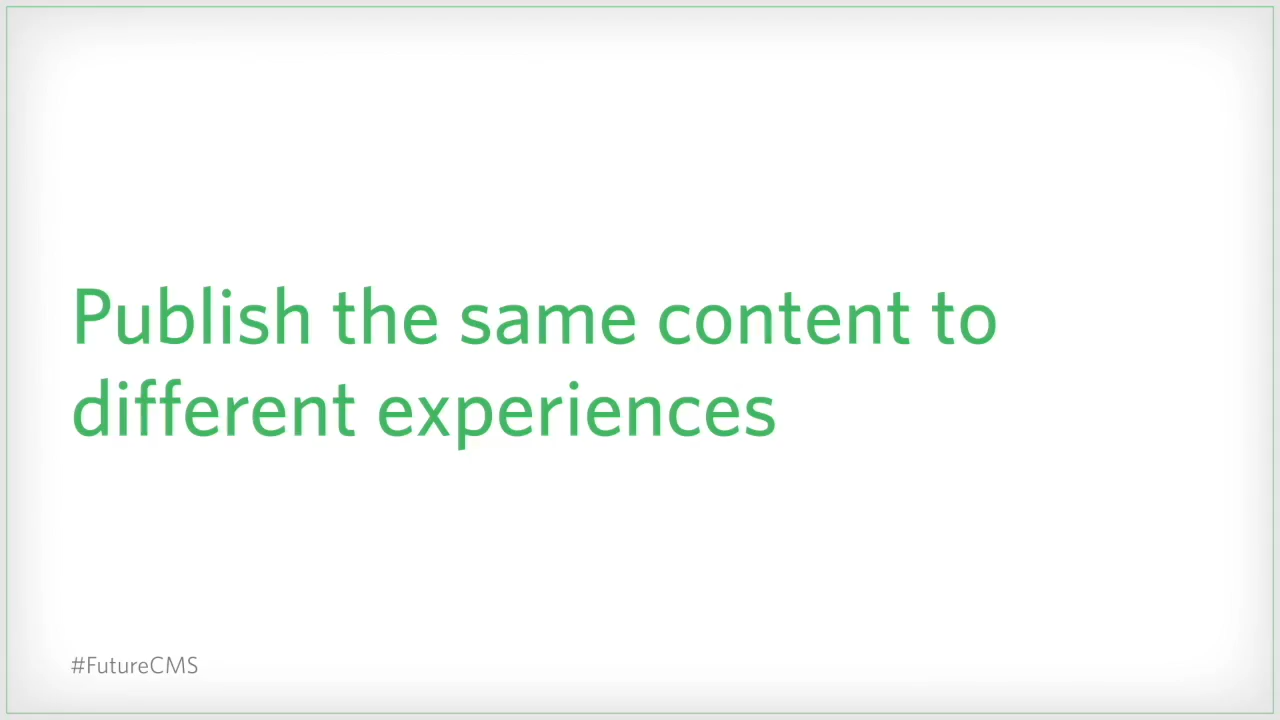 Publish the same content to
different experiences
#FutureCMS